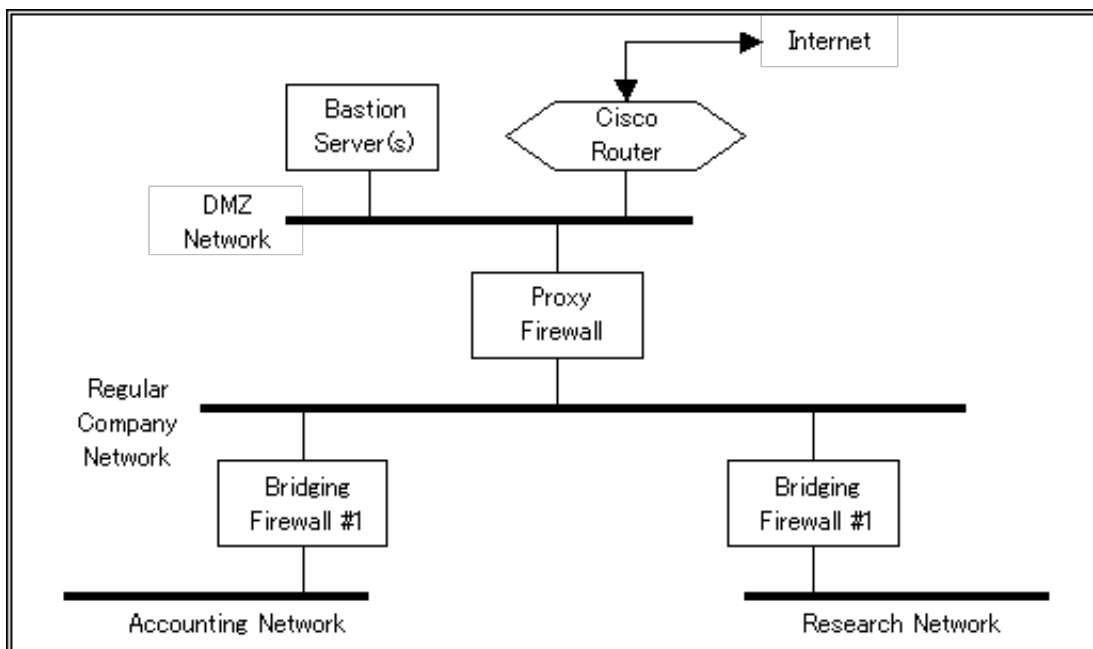 Internet
Bastion
Server(s)
Cisco
Router
DMZ
Network
Proxy
Firewall
Regular
Company
Network
Bridging
Firewall #1
Bridging
Firewall #1
Accounting Network
Research Network